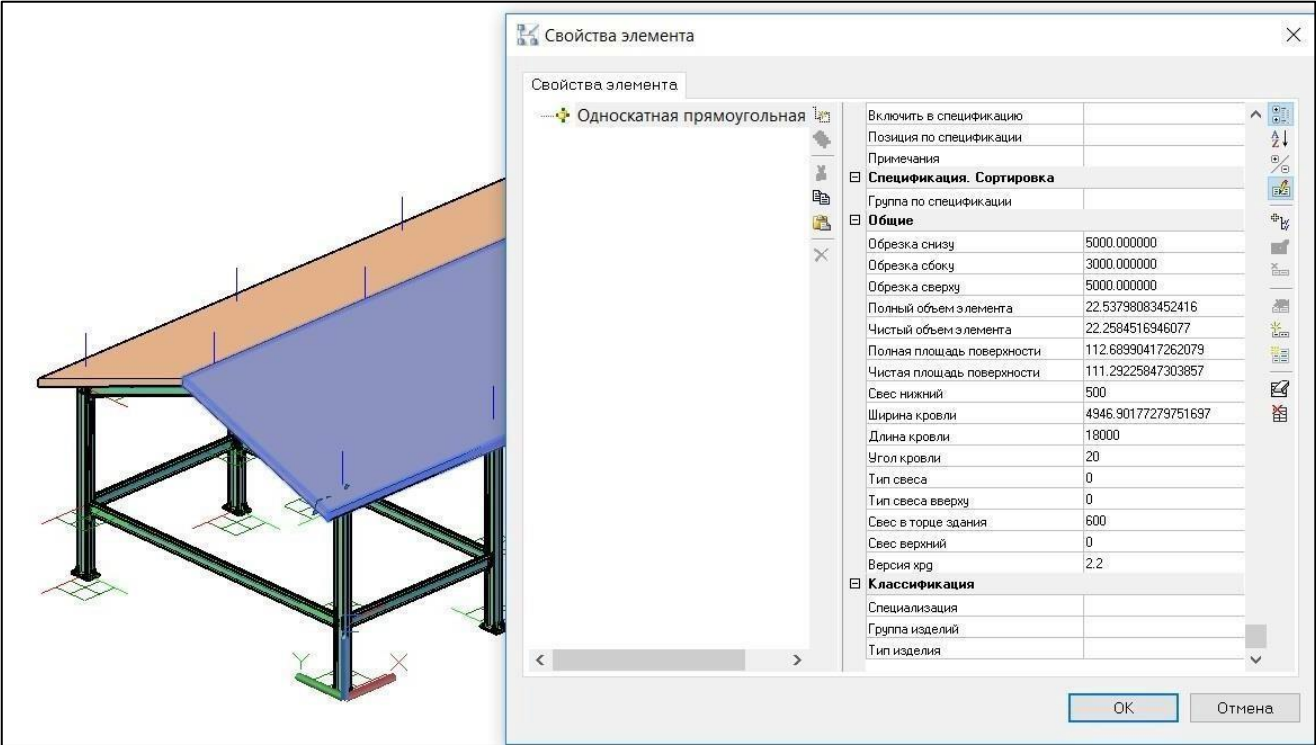 Свойства элемента
Свойства элемента
Односкатная прямоугольная
Включить в спецификацию
Позиция по спецификации
Примечания
Спецификация. Сортировка
Группа по спецификации
Общие
Обрезка снизу 5000.000000
Обрезка сбоку 3000.000000
Обрезка сверху 5000.000000
Полный объем элемента 22.53798083452416
Чистый объем элемента 22.2584516946077
Полная площадь поверхности 112.68990417262079
Чистая площадь поверхности 111.29225847303857
Свес нижний 500
Ширина кровли 4946.90177279751697
Длина кровли 18000
Угол кровли 20
Тип свеса 0
Тип свеса вверху 0
Свес в торце здания 600
Свес верхний 0
Версия xpg 2.2
Классификация
Специализация
Группа изделий
Тип изделия
Y X
OK Отмена